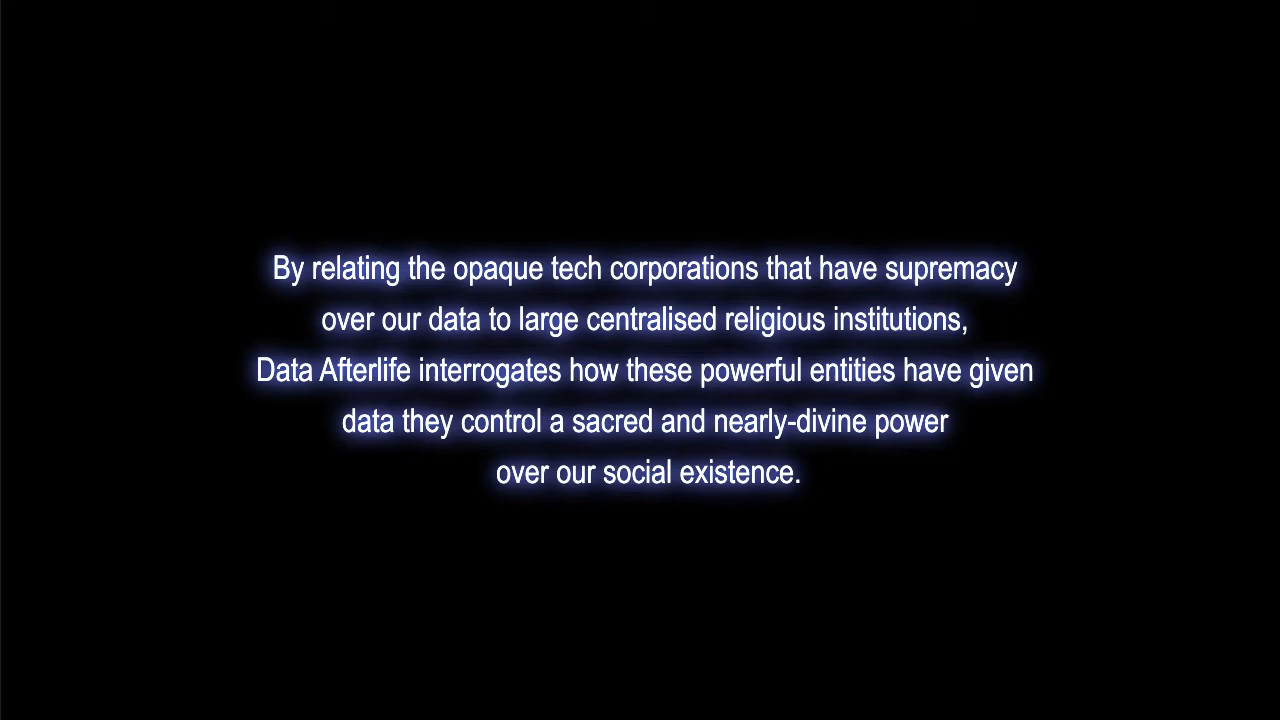 By relating the opaque tech corporations that have supremacy
over our data to large centralised religious institutions,
Data Afterlife interrogates how these powerful entities have given
data they control a sacred and nearly-divine power
over our social existence.